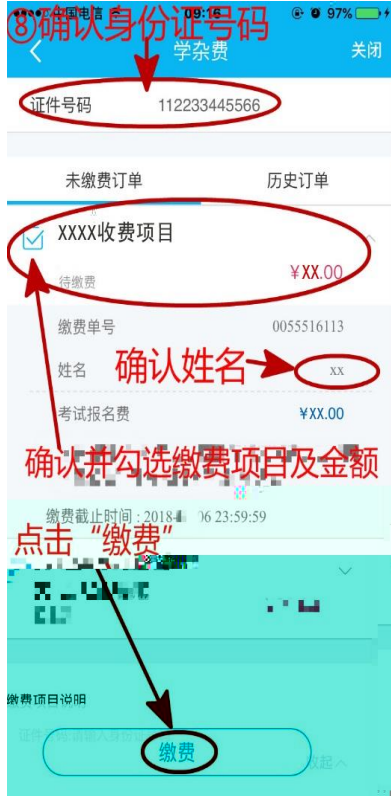 中国电信 09:16 97%
⑧确认身份证号码
学杂费 关闭
证件号码 112233445566
未缴费订单 历史订单
XXXX收费项目
待缴费 ¥XX.00
缴费单号 0055516113
姓名 确认姓名 xx
考试报名费 ¥XX.00
确认并勾选缴费项目及金额
缴费截止时间 : 2018- 06 23:59:59
点击“缴费”
缴费项目说明
缴费
收起